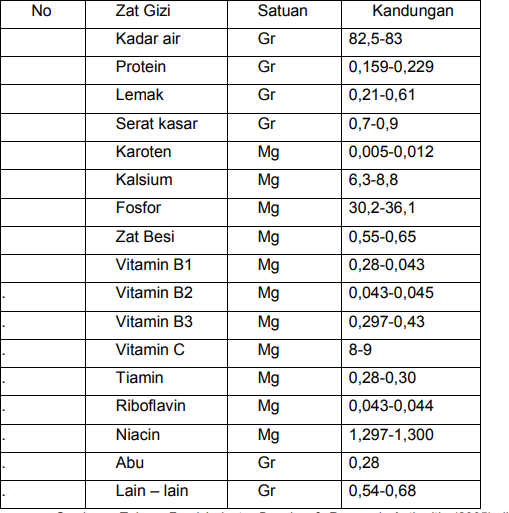 No Zat Gizi Satuan Kandungan
Kadar air Gr 82,5-83
Protein Gr 0,159-0,229
Lemak Gr 0,21-0,61
Serat kasar Gr 0,7-0,9
Karoten Mg 0,005-0,012
Kalsium Mg 6,3-8,8
Fosfor Mg 30,2-36,1
Zat Besi Mg 0,55-0,65
Vitamin B1 Mg 0,28-0,043
. Vitamin B2 Mg 0,043-0,045
. Vitamin B3 Mg 0,297-0,43
. Vitamin C Mg 8-9
. Tiamin Mg 0,28-0,30
. Riboflavin Mg 0,043-0,044
. Niacin Mg 1,297-1,300
. Abu Gr 0,28
. Lain – lain Gr 0,54-0,68